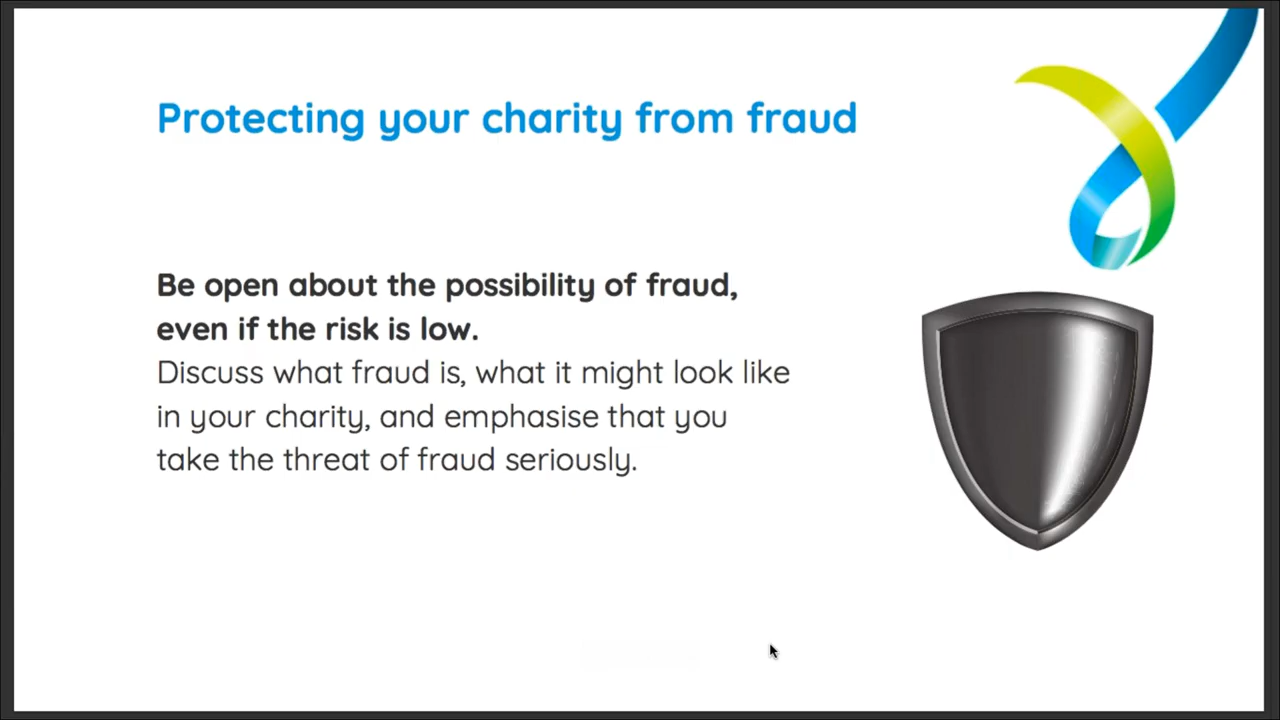 Protecting your charity from fraud
Be open about the possibility of fraud,
even if the risk is low.
Discuss what fraud is, what it might look like
in your charity, and emphasise that you
take the threat of fraud seriously.